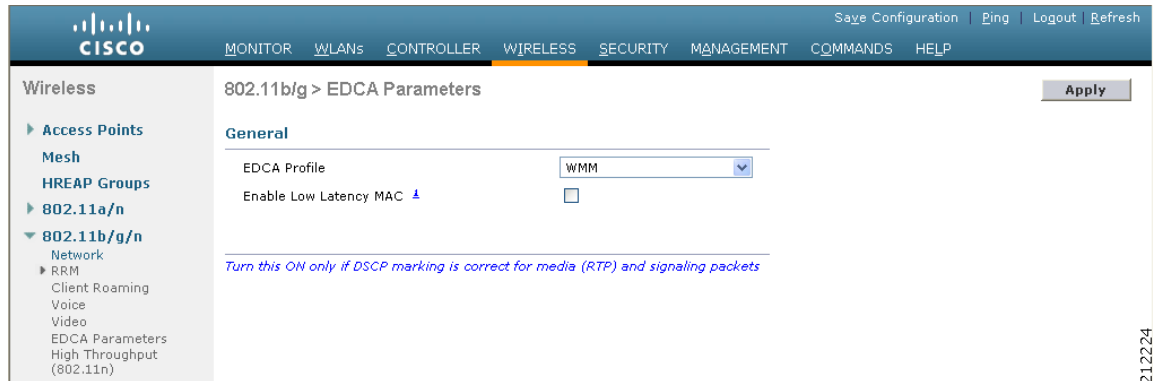 Save Configuration | Ping | Logout | Refresh
CISCO
MONITOR WLANs CONTROLLER WIRELESS SECURITY MANAGEMENT COMMANDS HELP
Wireless
Access Points
Mesh
HREAP Groups
802.11a/n
802.11b/g/n
Network
RRM
Client Roaming
Voice
Video
EDCA Parameters
High Throughput
(802.11n)
802.11b/g > EDCA Parameters
Apply
General
EDCA Profile WMM
Enable Low Latency MAC 1
Turn this ON only if DSCP marking is correct for media (RTP) and signaling packets
212224